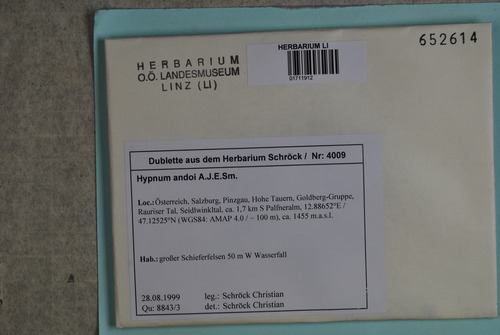 652614
HERBARIUM
O.Ö. LANDESMUSEUM
LINZ (LI)
HERBARIUM LI
01711912
Dublette aus dem Herbarium Schröck / Nr: 4009
Hypnum andoi A.J.E.Sm.
Loc.:Österreich, Salzburg, Pinzgau, Hohe Tauern, Goldberg-Gruppe,
Rauriser Tal, Seidlwinkltal, ca. 1,7 km S Palfneralm, 12.88652°E /
47.12525°N (WGS84: AMAP 4.0 / ~ 100 m), ca. 1455 m.a.s.l.
Hab.: großer Schieferfelsen 50 m W Wasserfall
28.08.1999 leg.: Schröck Christian
Qu: 8843/3 det.: Schröck Christian